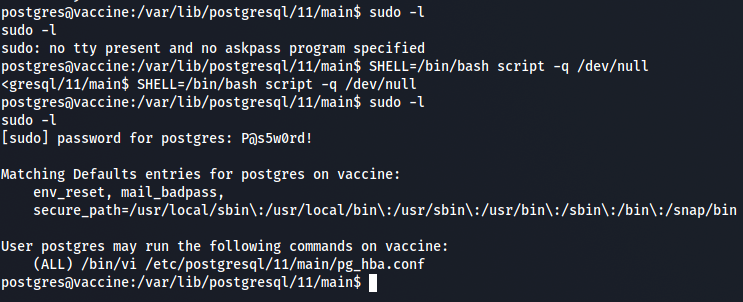 postgres@vaccine:/var/lib/postgresql/11/main$ sudo -l
sudo -l
sudo: no tty present and no askpass program specified
postgres@vaccine:/var/lib/postgresql/11/main$ SHELL=/bin/bash script -q /dev/null
<gresql/11/main$ SHELL=/bin/bash script -q /dev/null
postgres@vaccine:/var/lib/postgresql/11/main$ sudo -l
sudo -l
[sudo] password for postgres: P@s5w0rd!
Matching Defaults entries for postgres on vaccine:
env_reset, mail_badpass,
secure_path=/usr/local/sbin\:/usr/local/bin\:/usr/sbin\:/usr/bin\:/sbin\:/bin\:/snap/bin
User postgres may run the following commands on vaccine:
(ALL) /bin/vi /etc/postgresql/11/main/pg_hba.conf
postgres@vaccine:/var/lib/postgresql/11/main$